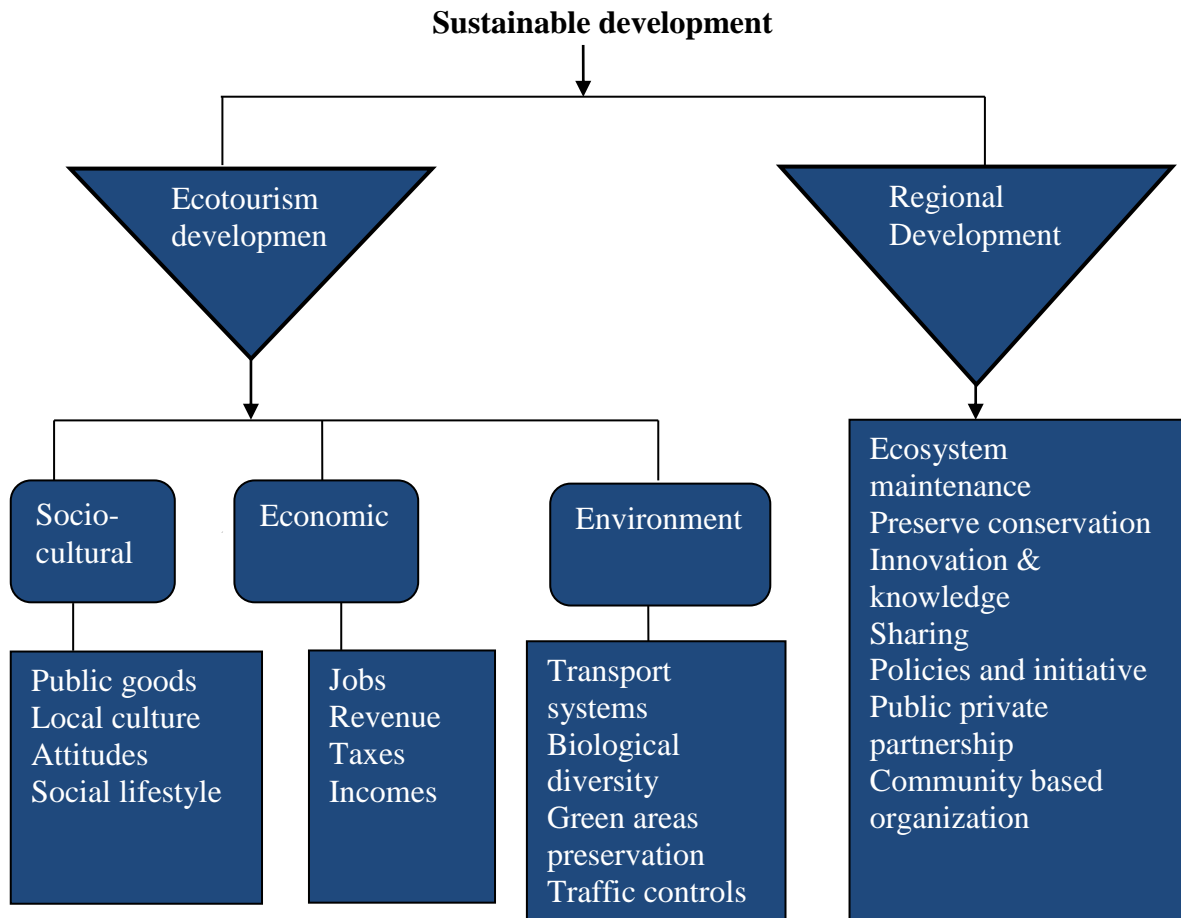 Sustainable development
Ecotourism
developmen
Regional
Development
Socio-
cultural
Economic
Environment
Public goods
Local culture
Attitudes
Social lifestyle
Jobs
Revenue
Taxes
Incomes
Transport
systems
Biological
diversity
Green areas
preservation
Traffic controls
Ecosystem
maintenance
Preserve conservation
Innovation &
knowledge
Sharing
Policies and initiative
Public private
partnership
Community based
organization